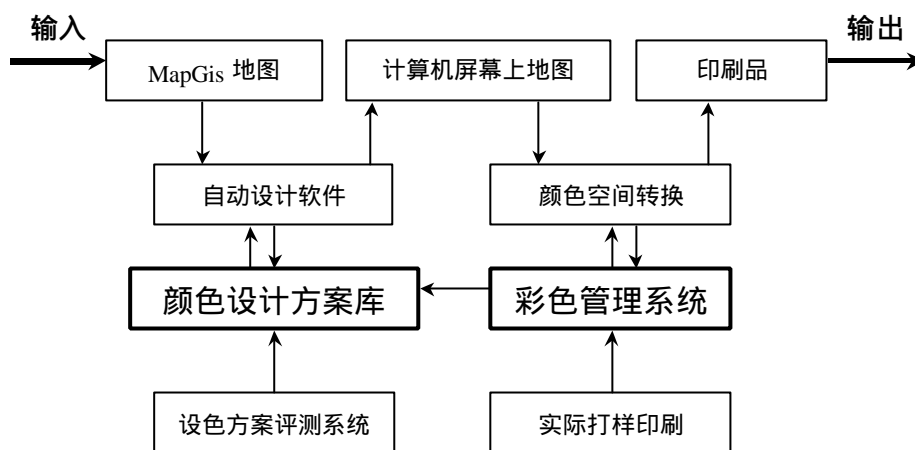 输入
输出
MapGis 地图
计算机屏幕上地图
印刷品
自动设计软件
颜色空间转换
颜色设计方案库
彩色管理系统
设色方案评测系统
实际打样印刷